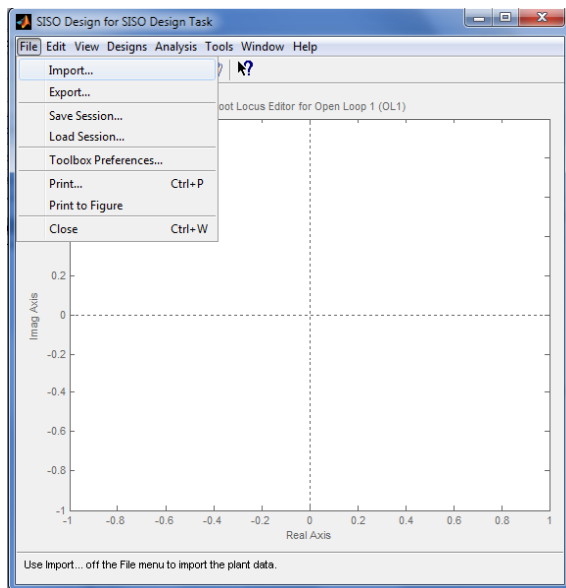 SISO Design for SISO Design Task
File Edit View Designs Analysis Tools Window Help
Import...
Export...
Save Session...
Load Session...
Toolbox Preferences...
Print... Ctrl+P
Print to Figure
Close Ctrl+W
oot Locus Editor for Open Loop 1 (OL1)
Imag Axis
0.2
0
-0.2
-0.4
-0.6
-0.8
-1
-1 -0.8 -0.6 -0.4 -0.2 0 0.2 0.4 0.6 0.8 1
Real Axis
Use Import... off the File menu to import the plant data.